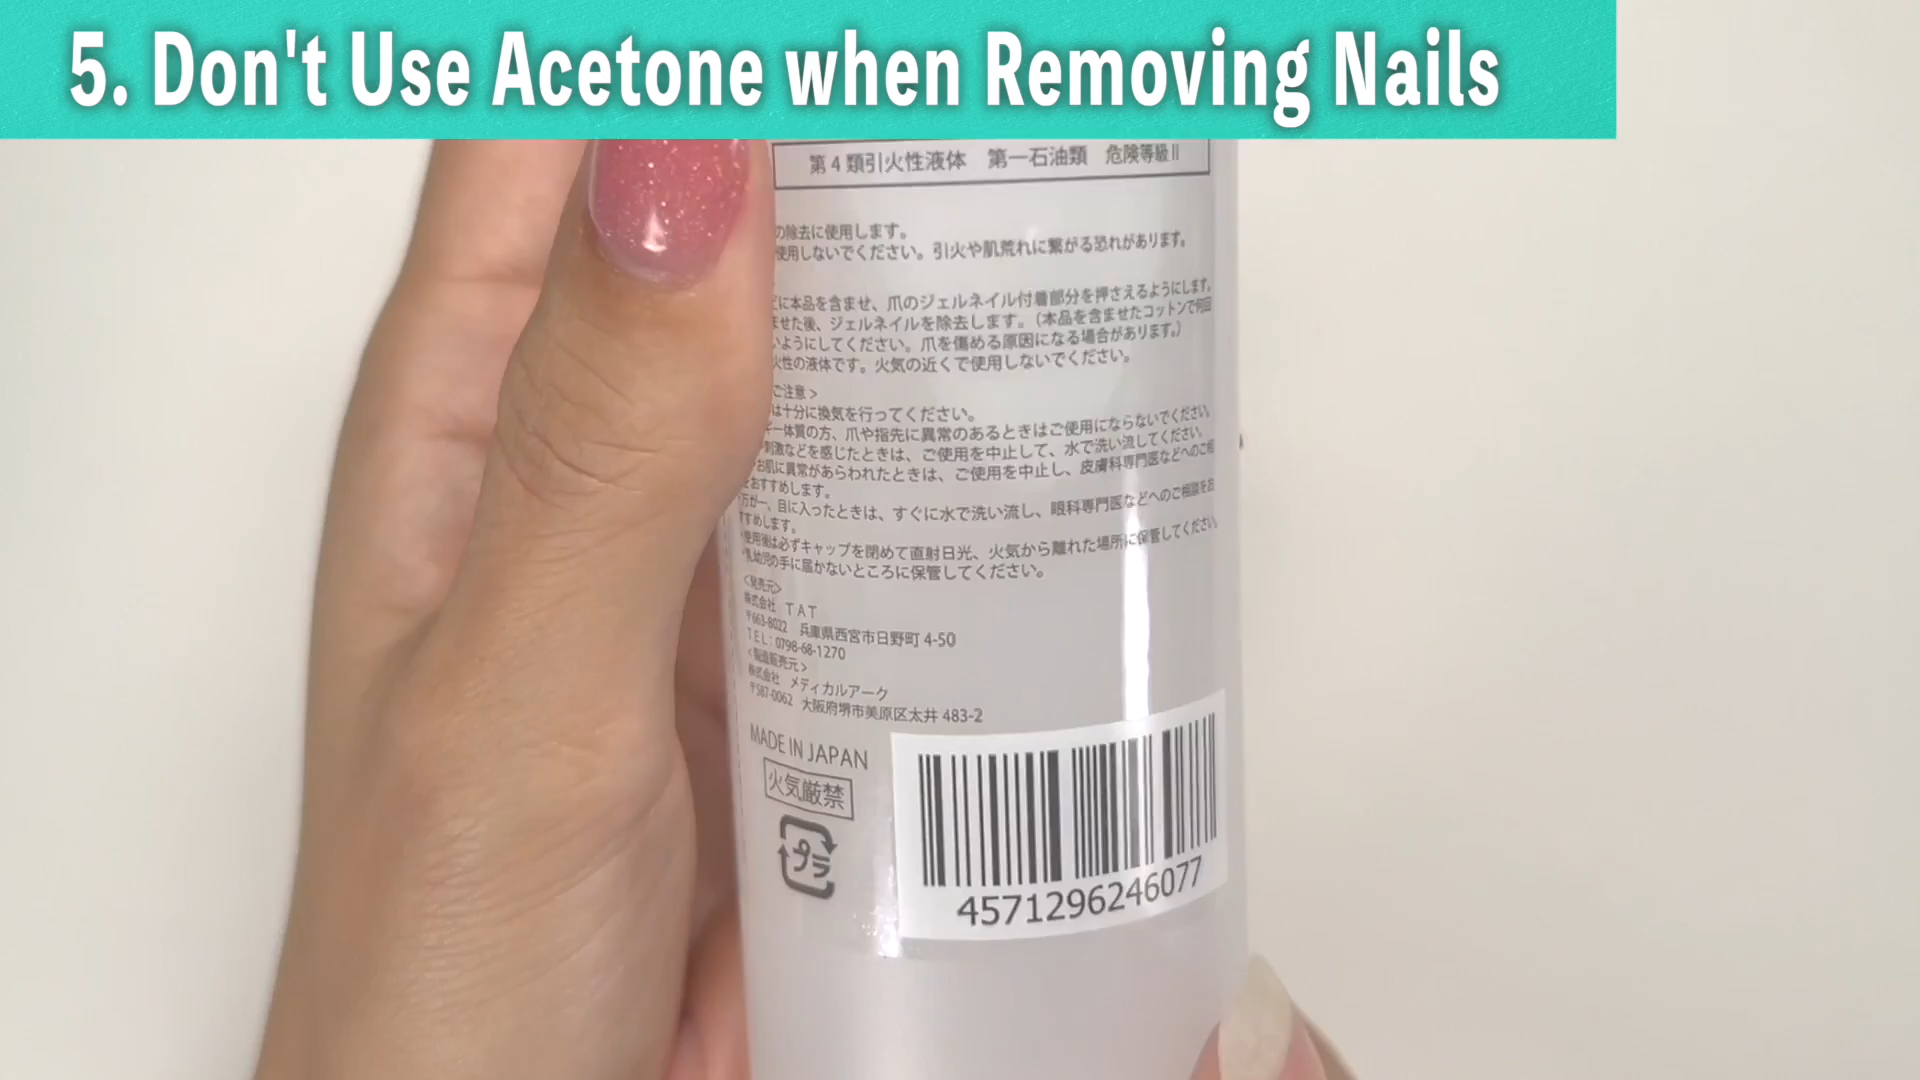 5. Don't Use Acetone when Removing Nails
第4類引火性液体　第一石油類　危険等級Ⅱ
の除去に使用します。
使用しないでください。引火や肌荒れに繋がる恐れがあります。
に本品を含ませ、爪のジェルネイル付着部分を押さえるようにします。
ませた後、ジェルネイルを除去します。（本品を含ませたコットンで何回
いようにしてください。爪を傷める原因になる場合があります。）
火性の液体です。火気の近くで使用しないでください。
ご注意＞
は十分に換気を行ってください。
ギー体質の方、爪や指先に異常のあるときはご使用にならないでください。
刺激などを感じたときは、ご使用を中止して、水で洗い流してください。
お肌に異常があらわれたときは、ご使用を中止し、皮膚科専門医などへのご相
をおすすめします。
万が一、目に入ったときは、すぐに水で洗い流し、眼科専門医などへのご相談をお
すすめします。
使用後は必ずキャップを閉めて直射日光、火気から離れた場所に保管してください。
乳幼児の手に届かないところに保管してください。
＜発売元＞
株式会社　TAT
〒663-8022　兵庫県西宮市日野町 4-50
TEL：0798-68-1270
＜製造販売元＞
株式会社　メディカルアーク
〒587-0062　大阪府堺市美原区太井 483-2
MADE IN JAPAN
火気厳禁
プラ
4571296246077